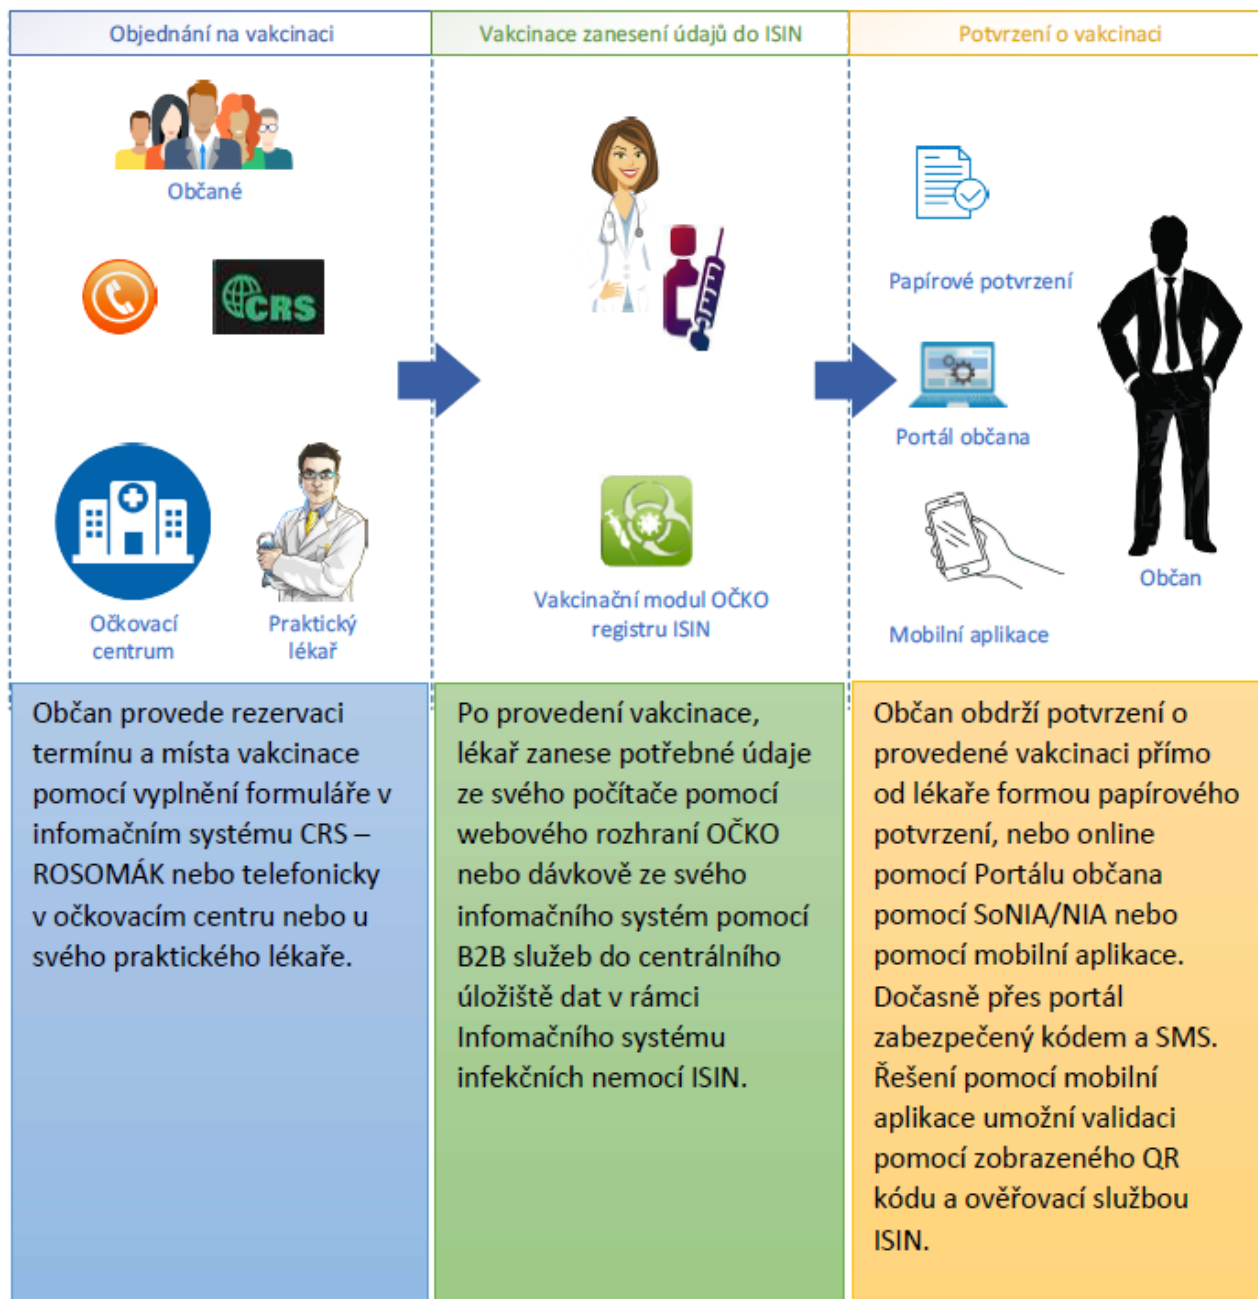 Objednání na vakcinaci
Vakcinace zanesení údajů do ISIN
Potvrzení o vakcinaci
Občané
CRS
Očkovací
centrum
Praktický
lékař
Vakcinační modul OČKO
registru ISIN
Papírové potvrzení
Portál občana
Mobilní aplikace
Občan
Občan provede rezervaci
termínu a místa vakcinace
pomocí vyplnění formuláře v
infomačním systému CRS –
ROSOMÁK nebo telefonicky
v očkovacím centru nebo u
svého praktického lékaře.
Po provedení vakcinace,
lékař zanese potřebné údaje
ze svého počítače pomocí
webového rozhraní OČKO
nebo dávkově ze svého
infomačního systém pomocí
B2B služeb do centrálního
úložiště dat v rámci
Infomačního systému
infekčních nemocí ISIN.
Občan obdrží potvrzení o
provedené vakcinaci přímo
od lékaře formou papírového
potvrzení, nebo online
pomocí Portálu občana
pomocí SoNIA/NIA nebo
pomocí mobilní aplikace.
Dočasně přes portál
zabezpečený kódem a SMS.
Řešení pomocí mobilní
aplikace umožní validaci
pomocí zobrazeného QR
kódu a ověřovací službou
ISIN.